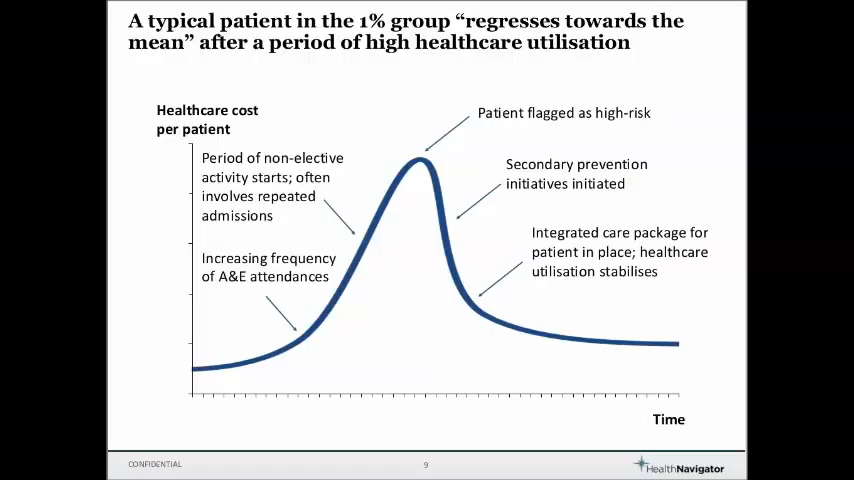 A typical patient in the 1% group “regresses towards the
mean” after a period of high healthcare utilisation
Healthcare cost
per patient
Patient flagged as high-risk
Period of non-elective
activity starts; often
involves repeated
admissions
Secondary prevention
initiatives initiated
Integrated care package for
patient in place; healthcare
utilisation stabilises
Increasing frequency
of A&E attendances
Time
CONFIDENTIAL
9
HealthNavigator